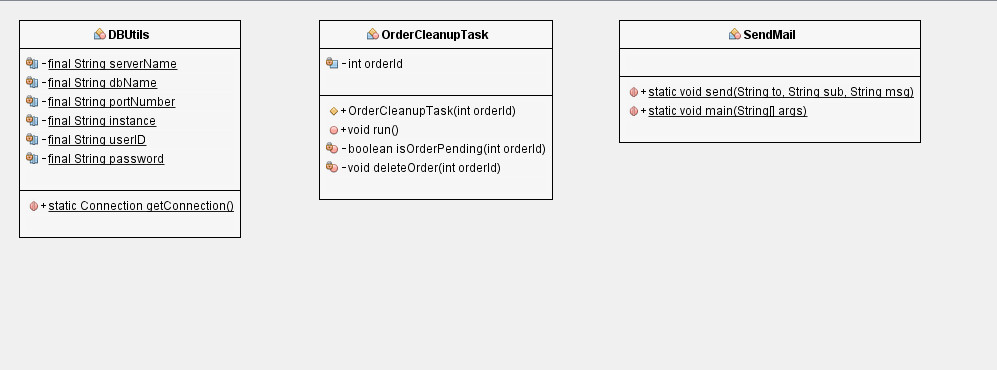 DBUtils
- final String serverName
- final String dbName
- final String portNumber
- final String instance
- final String userID
- final String password
+ static Connection getConnection()
OrderCleanupTask
- int orderId
+ OrderCleanupTask(int orderId)
+ void run()
- boolean isOrderPending(int orderId)
- void deleteOrder(int orderId)
SendMail
+ static void send(String to, String sub, String msg)
+ static void main(String[] args)